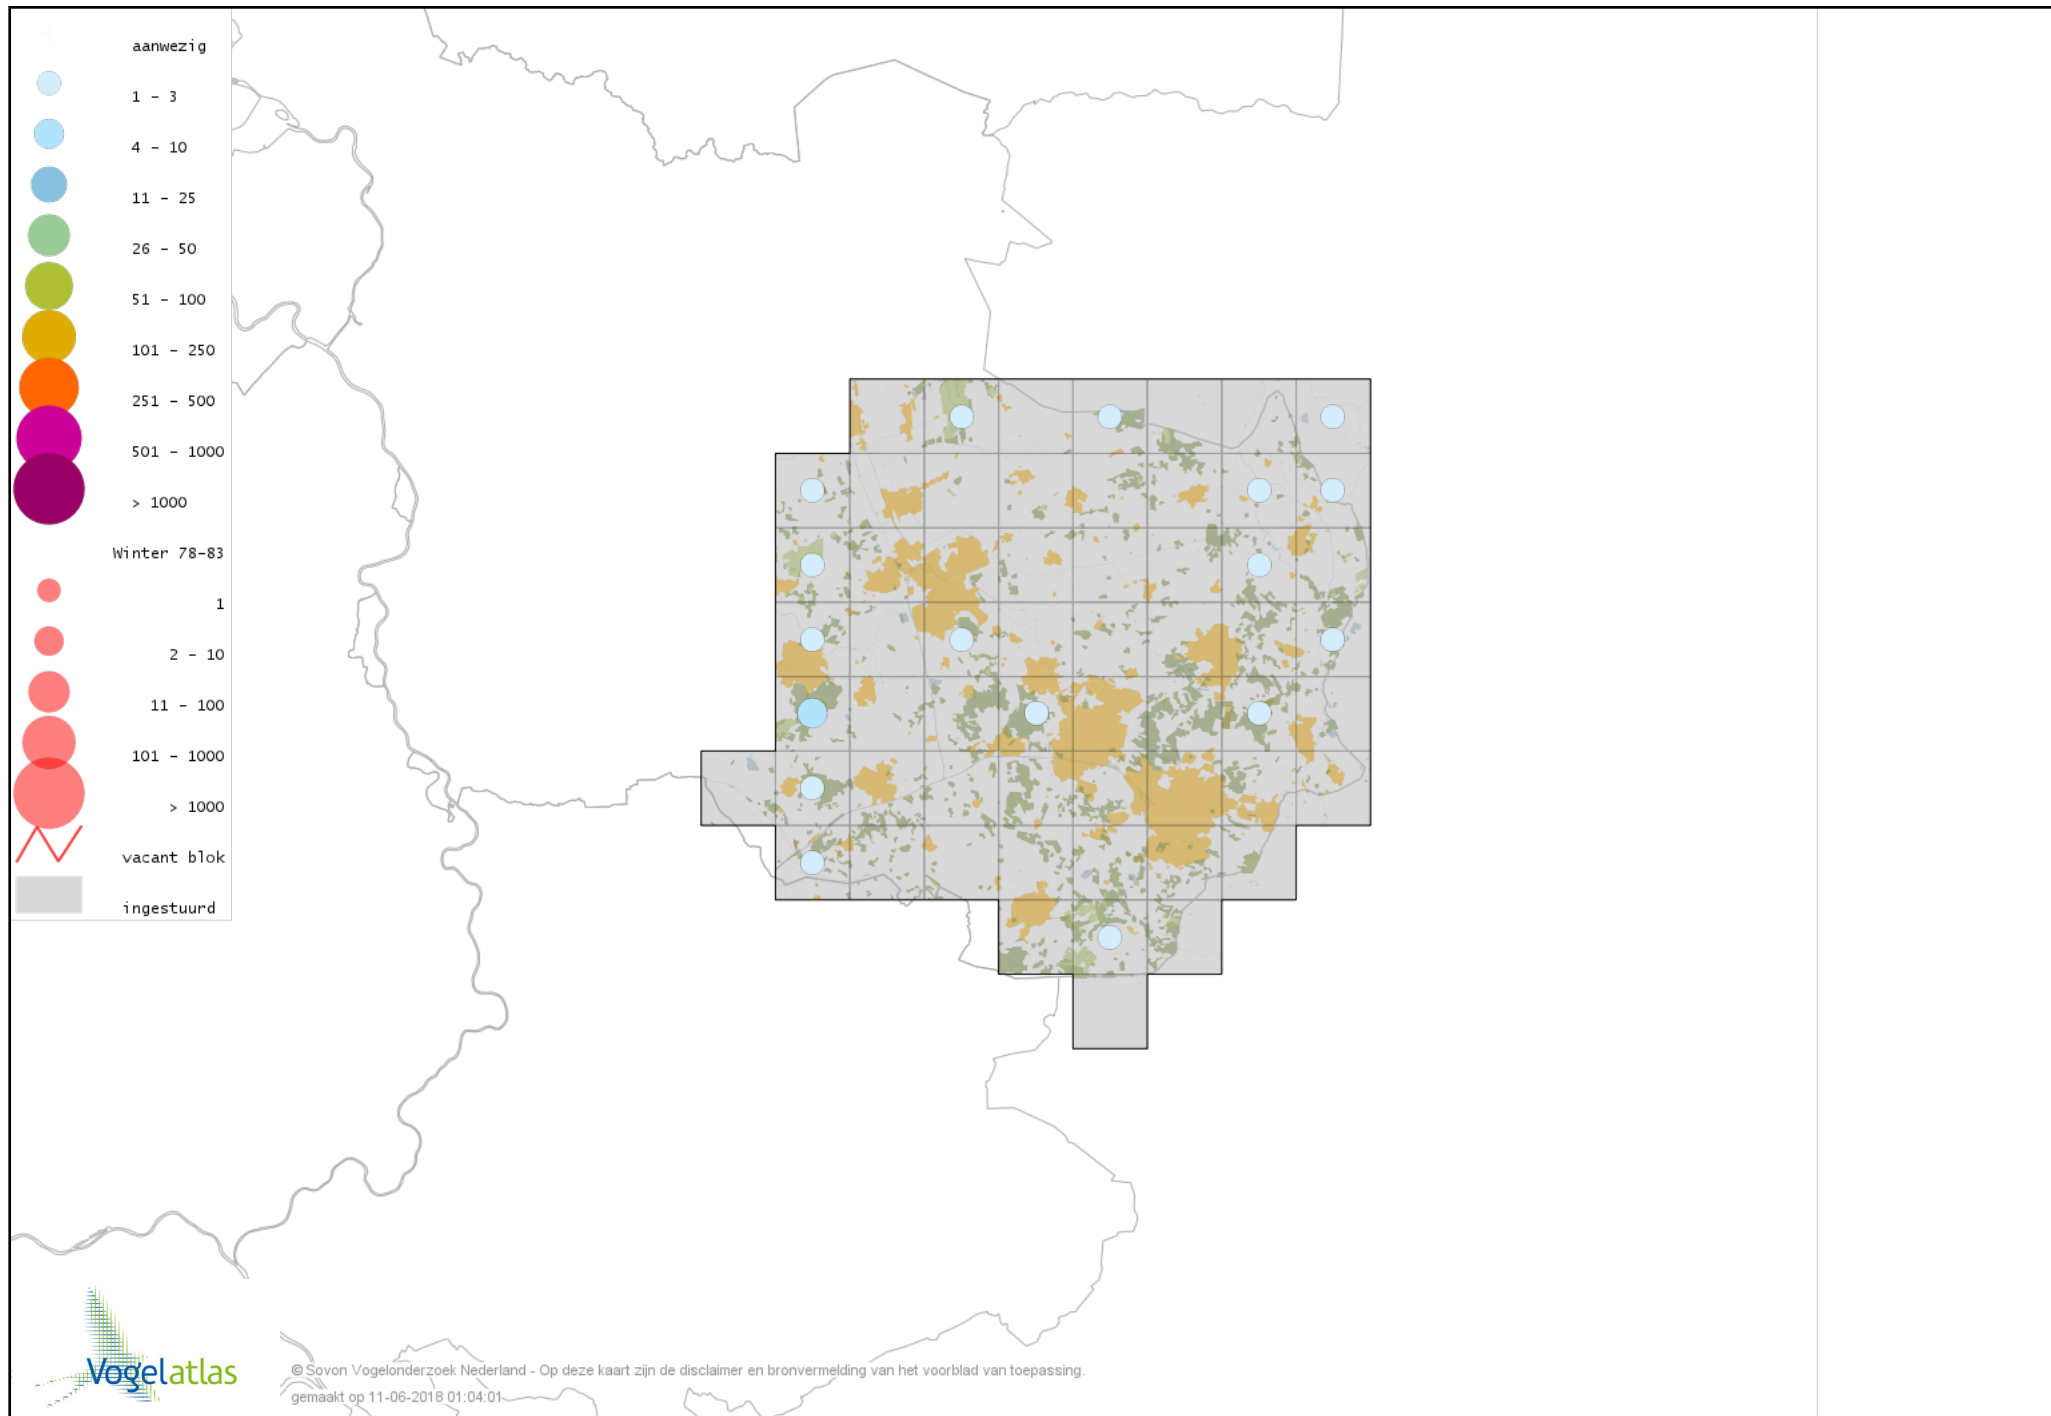 aanwezig
1 - 3
4 - 10
11 - 25
26 - 50
51 - 100
101 - 250
251 - 500
501 - 1000
> 1000
Winter 78-83
1
2 - 10
11 - 100
101 - 1000
> 1000
vacant blok
ingestuurd
Vogelatlas
© Sovon Vogelonderzoek Nederland - Op deze kaart zijn de disclaimer en bronvermelding van het voorblad van toepassing.
gemaakt op 11-06-2018 01:04:01